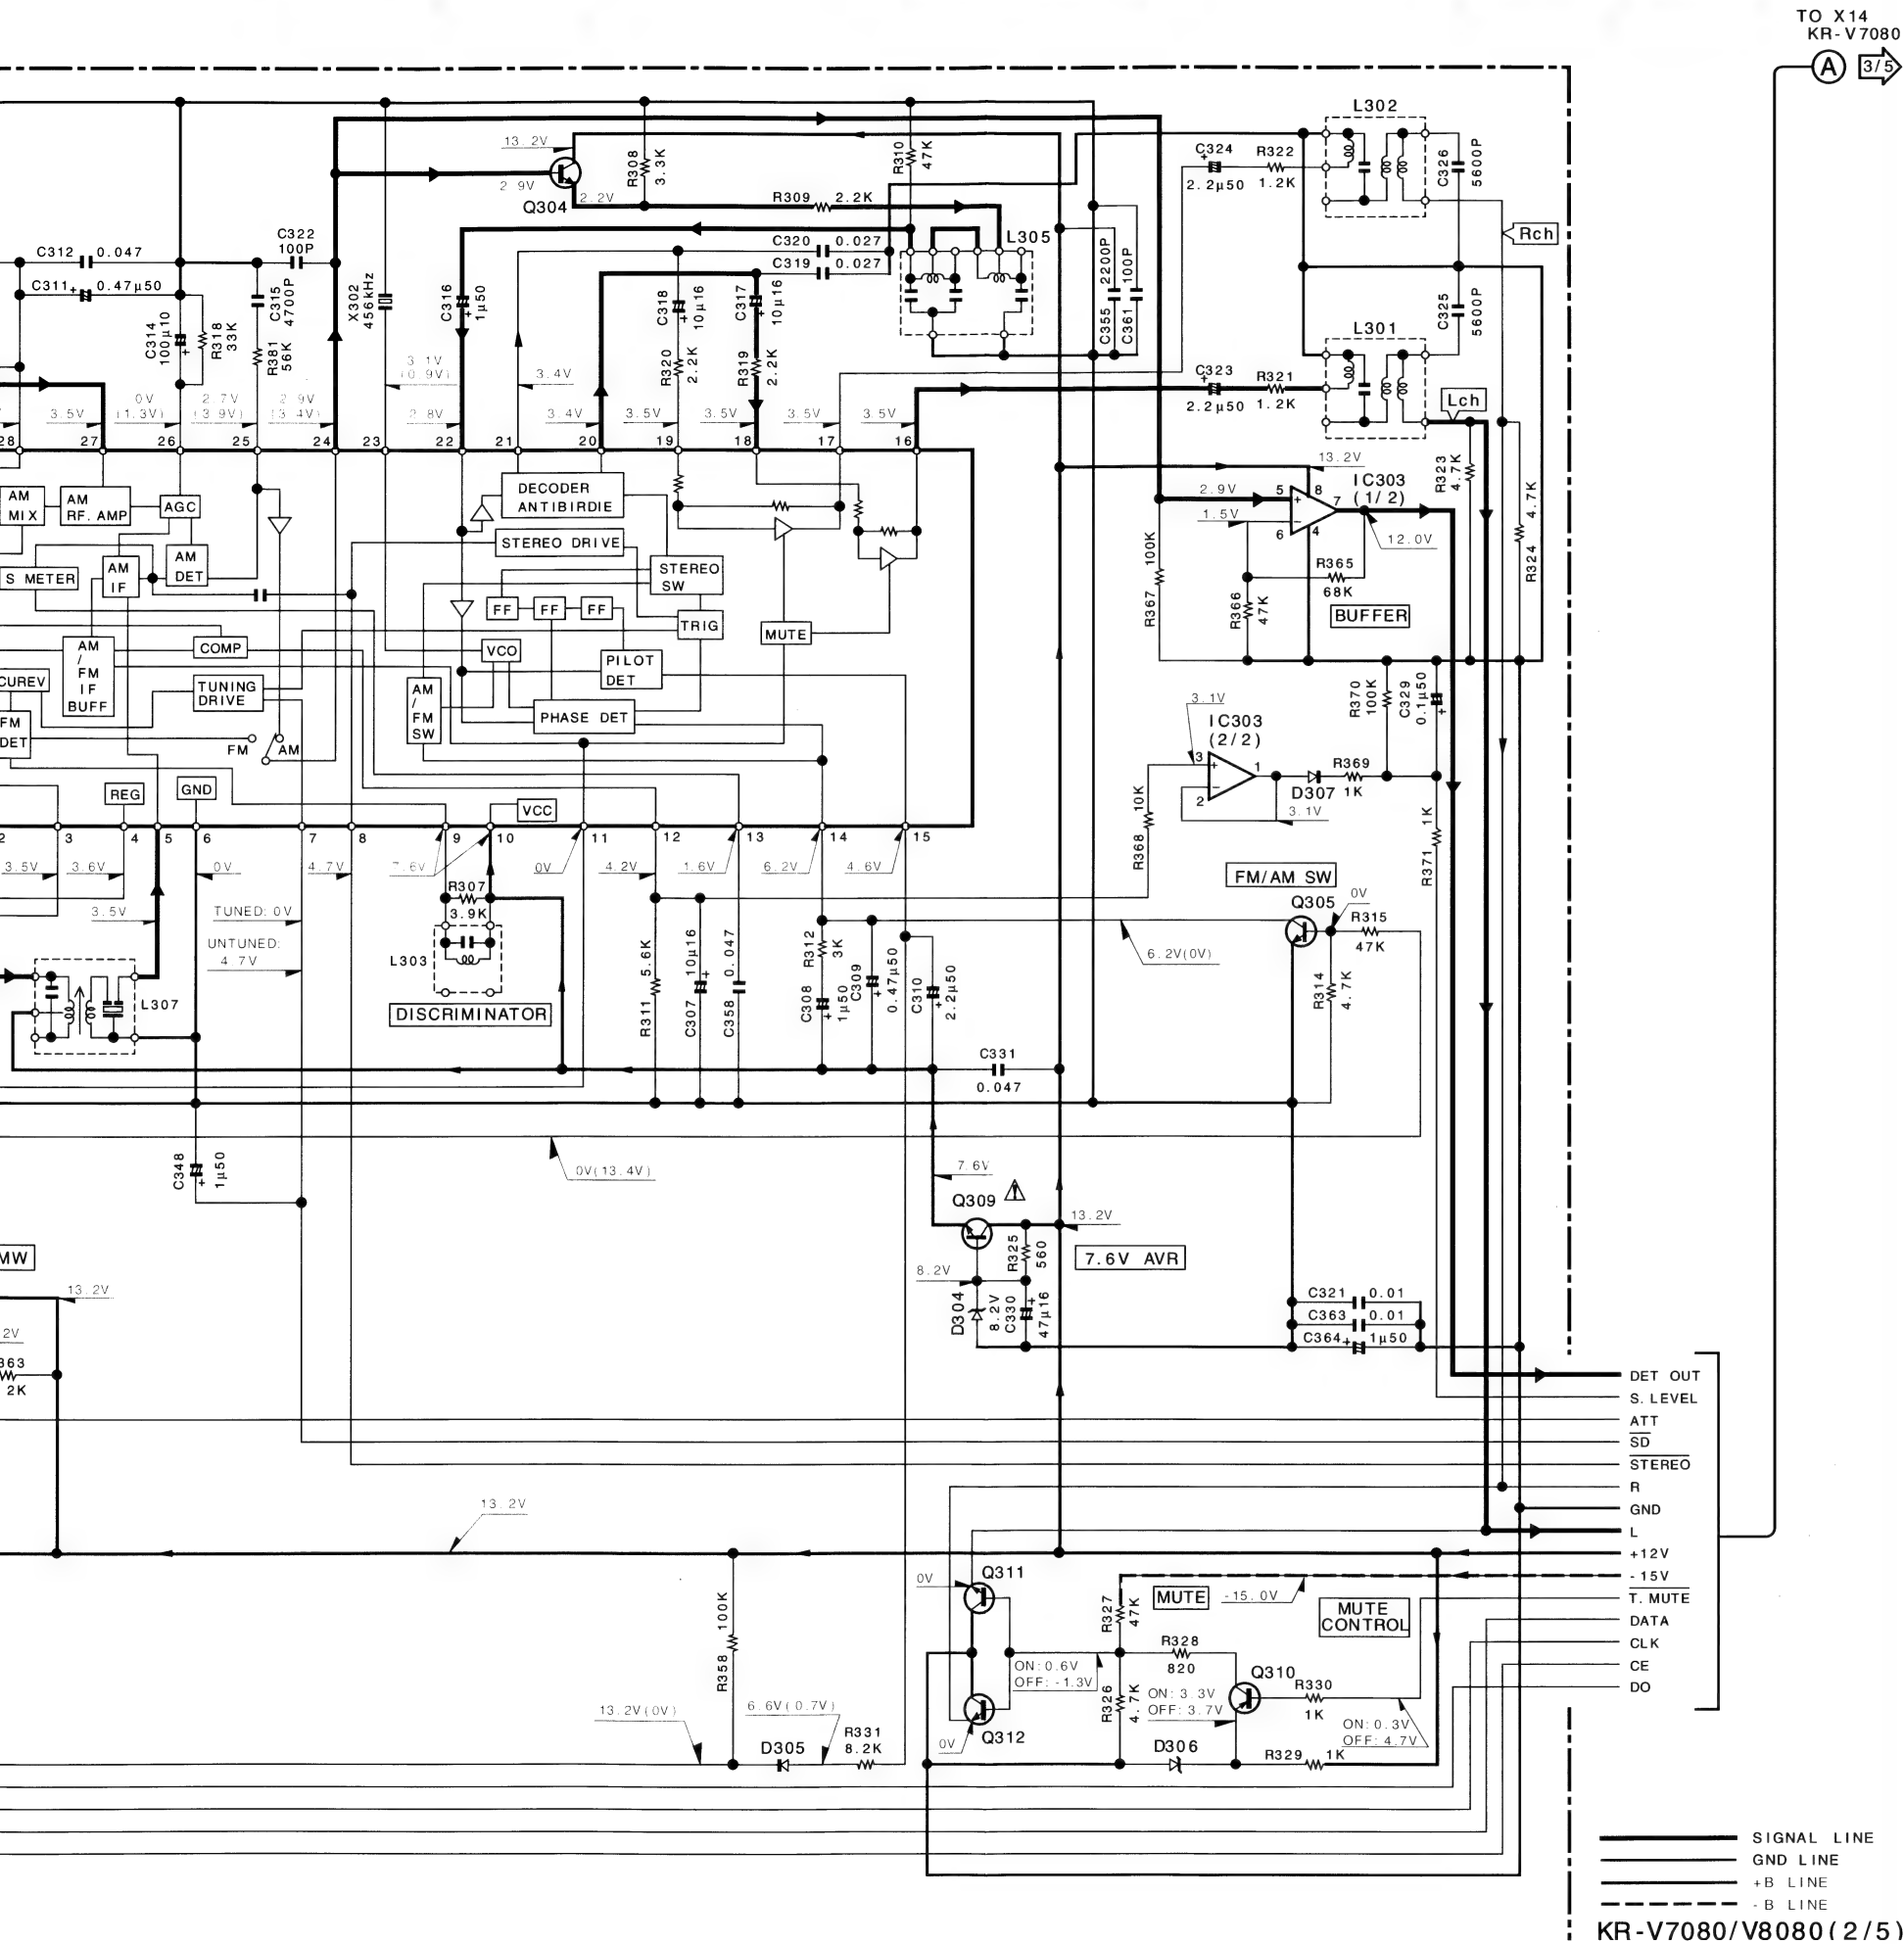 TO X14
KR-V7080
A
3/5
L302
13.2V
R308
3.3K
R310
47K
C324
2.2µ50
R322
1.2K
C326
5600P
2.9V
Q304
2.2V
R309
2.2K
Rch
C322
100P
C312
0.047
C320
0.027
C319
0.027
L305
C311
0.47µ50
C315
4700P
X302
456kHz
C316
1µ50
C318
10µ16
C317
10µ16
C355
2200P
C361
100P
C325
5600P
L301
C314
100µ10
R318
33K
R381
56K
R320
2.2K
R319
2.2K
3.1V
(0.9V)
3.4V
C323
2.2µ50
R321
1.2K
Lch
3.5V
0V
(1.3V)
2.7V
(3.9V)
2.9V
(3.4V)
2.8V
3.4V
3.5V
3.5V
3.5V
3.5V
28
27
26
25
24
23
22
21
20
19
18
17
16
13.2V
IC303
(1/2)
R323
4.7K
AM
MIX
AM
RF. AMP
AGC
DECODER
ANTIBIRDIE
2.9V
5
8
7
1.5V
6
4
12.0V
R324
4.7K
STEREO DRIVE
S METER
AM
IF
AM
DET
STEREO
SW
R367
100K
R365
68K
R366
47K
BUFFER
FF
FF
FF
TRIG
MUTE
COMP
AM
/
FM
IF
BUFF
VCO
PILOT
DET
CUREV
TUNING
DRIVE
AM
/
FM
SW
PHASE DET
FM
DET
FM
AM
3.1V
IC303
(2/2)
R370
100K
C329
0.1µ50
3
1
2
D307
R369
1K
3.1V
REG
GND
VCC
R368
10K
R371
1K
2
3
4
5
6
7
8
9
10
11
12
13
14
15
3.5V
3.6V
0V
4.7V
7.6V
0V
4.2V
1.6V
6.2V
4.6V
FM/AM SW
R307
3.9K
Q305
0V
R315
47K
3.5V
TUNED: 0V
UNTUNED:
4.7V
L303
DISCRIMINATOR
R311
5.6K
C307
10µ16
C358
0.047
R312
3K
C308
1µ50
C309
0.47µ50
C310
2.2µ50
6.2V(0V)
R314
4.7K
L307
C331
0.047
C348
1µ50
0V(13.4V)
7.6V
Q309
13.2V
R325
560
7.6V AVR
MW
13.2V
8.2V
D304
8.2V
C330
47µ16
C321
0.01
C363
0.01
C364
1µ50
2V
363
2K
DET OUT
S. LEVEL
ATT
SD
STEREO
R
GND
L
+12V
-15V
T. MUTE
DATA
CLK
CE
DO
13.2V
R358
100K
0V
Q311
R327
47K
MUTE
-15.0V
MUTE
CONTROL
ON: 0.6V
OFF: -1.3V
R328
820
R326
4.7K
ON: 3.3V
OFF: 3.7V
Q310
R330
1K
ON: 0.3V
OFF: 4.7V
Q312
0V
13.2V(0V)
6.6V(0.7V)
D305
R331
8.2K
D306
R329
1K
SIGNAL LINE
GND LINE
+B LINE
-B LINE
KR-V7080/V8080(2/5)